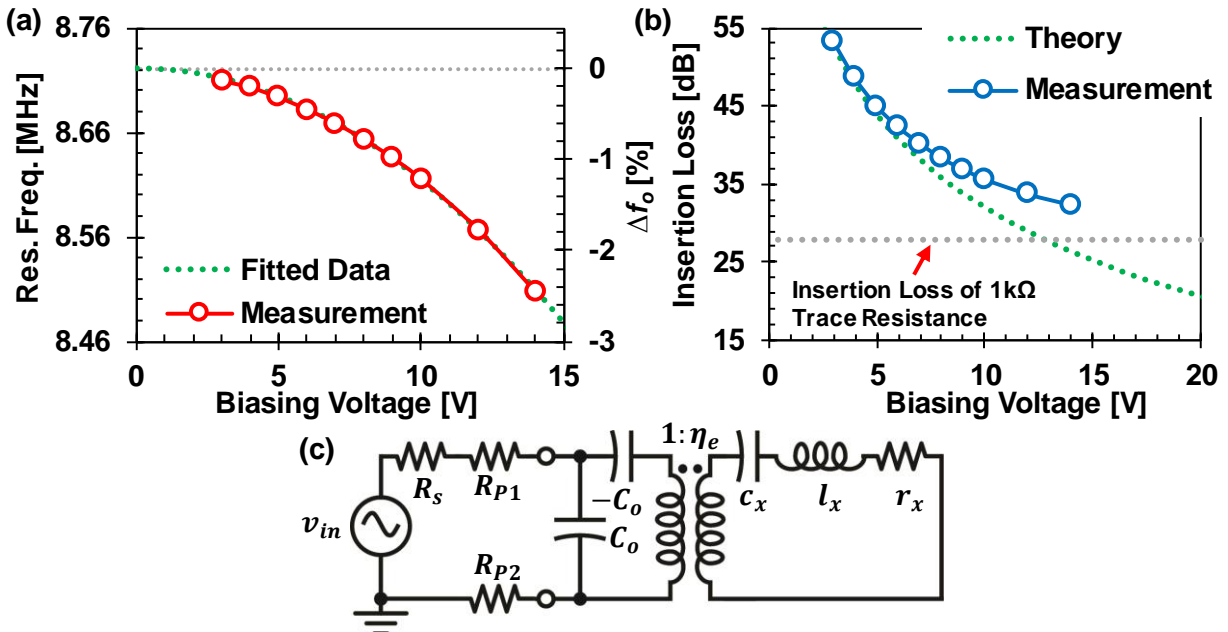 (a)
8.76
8.66
8.56
8.46
Res. Freq. [MHz]
0
-1
-2
-3
Δf_o [%]
Fitted Data
Measurement
0
5
10
15
Biasing Voltage [V]
(b)
55
45
35
25
15
Insertion Loss [dB]
Theory
Measurement
Insertion Loss of 1kΩ
Trace Resistance
0
5
10
15
20
Biasing Voltage [V]
(c)
1:η_e
R_s
R_P1
-C_o
C_o
c_x
l_x
r_x
v_in
R_P2